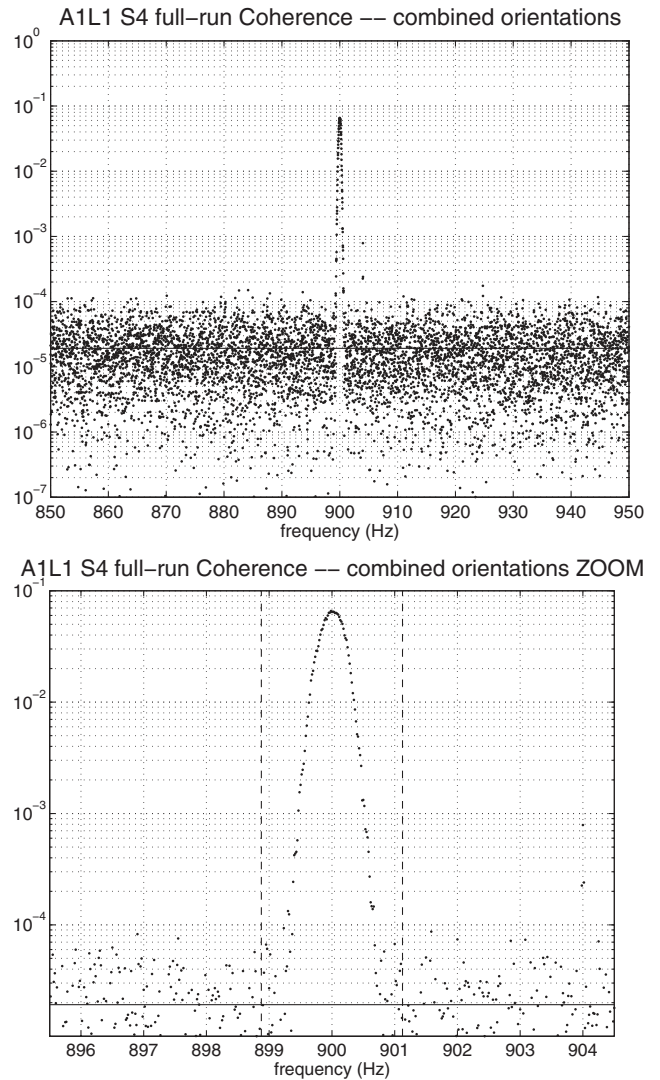 A1L1 S4 full−run Coherence −− combined orientations
10^0
10^−1
10^−2
10^−3
10^−4
10^−5
10^−6
10^−7
850 860 870 880 890 900 910 920 930 940 950
frequency (Hz)
A1L1 S4 full−run Coherence −− combined orientations ZOOM
10^−1
10^−2
10^−3
10^−4
896 897 898 899 900 901 902 903 904
frequency (Hz)